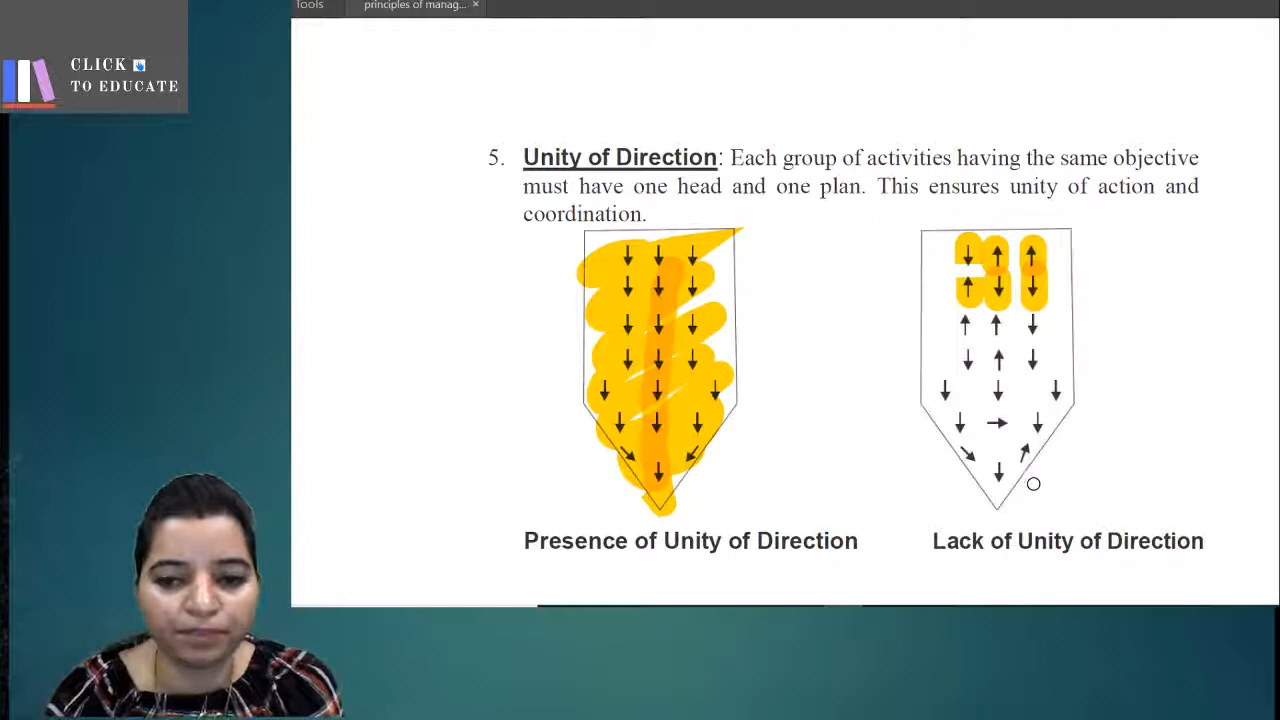 Tools
principles of manag... ×
CLICK
TO EDUCATE
5. Unity of Direction: Each group of activities having the same objective
must have one head and one plan. This ensures unity of action and
coordination.
Presence of Unity of Direction
Lack of Unity of Direction